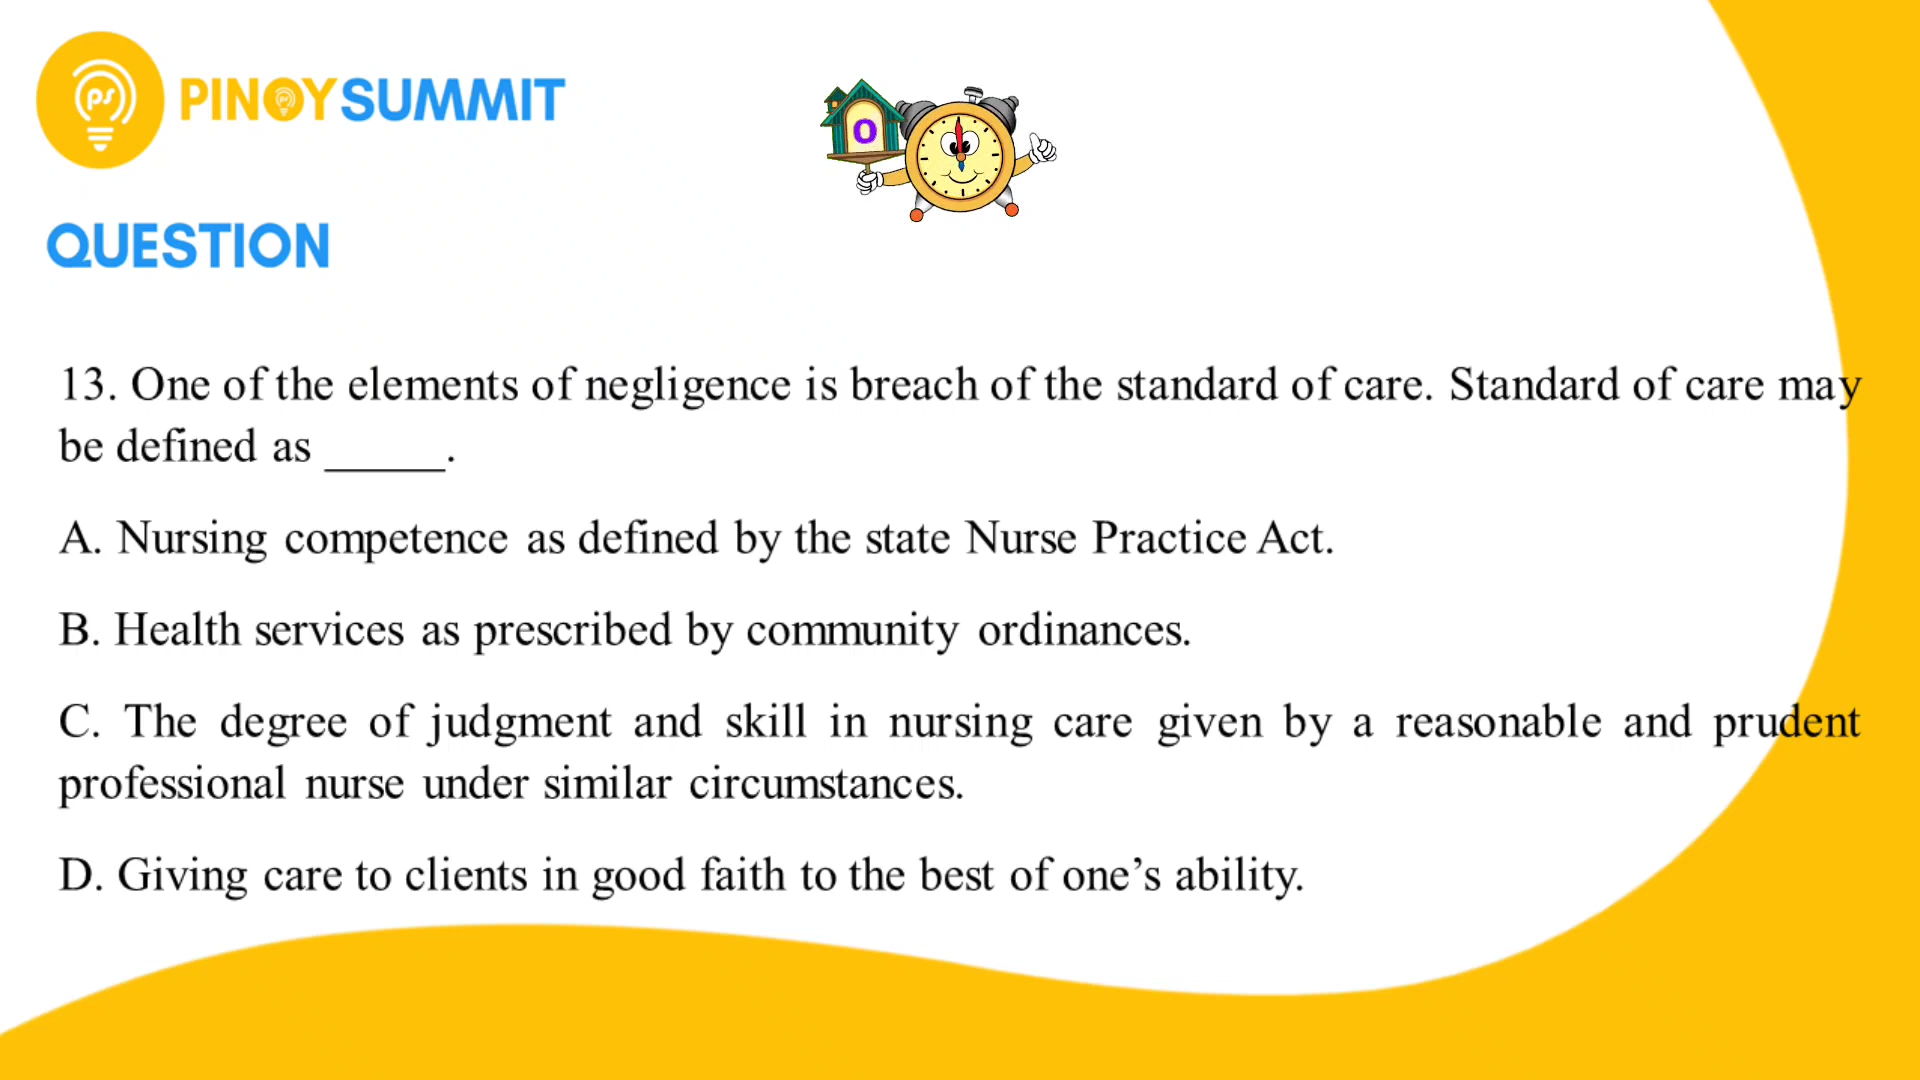 ps PINOYSUMMIT
0
QUESTION
13. One of the elements of negligence is breach of the standard of care. Standard of care may
be defined as _____.
A. Nursing competence as defined by the state Nurse Practice Act.
B. Health services as prescribed by community ordinances.
C. The degree of judgment and skill in nursing care given by a reasonable and prudent
professional nurse under similar circumstances.
D. Giving care to clients in good faith to the best of one’s ability.